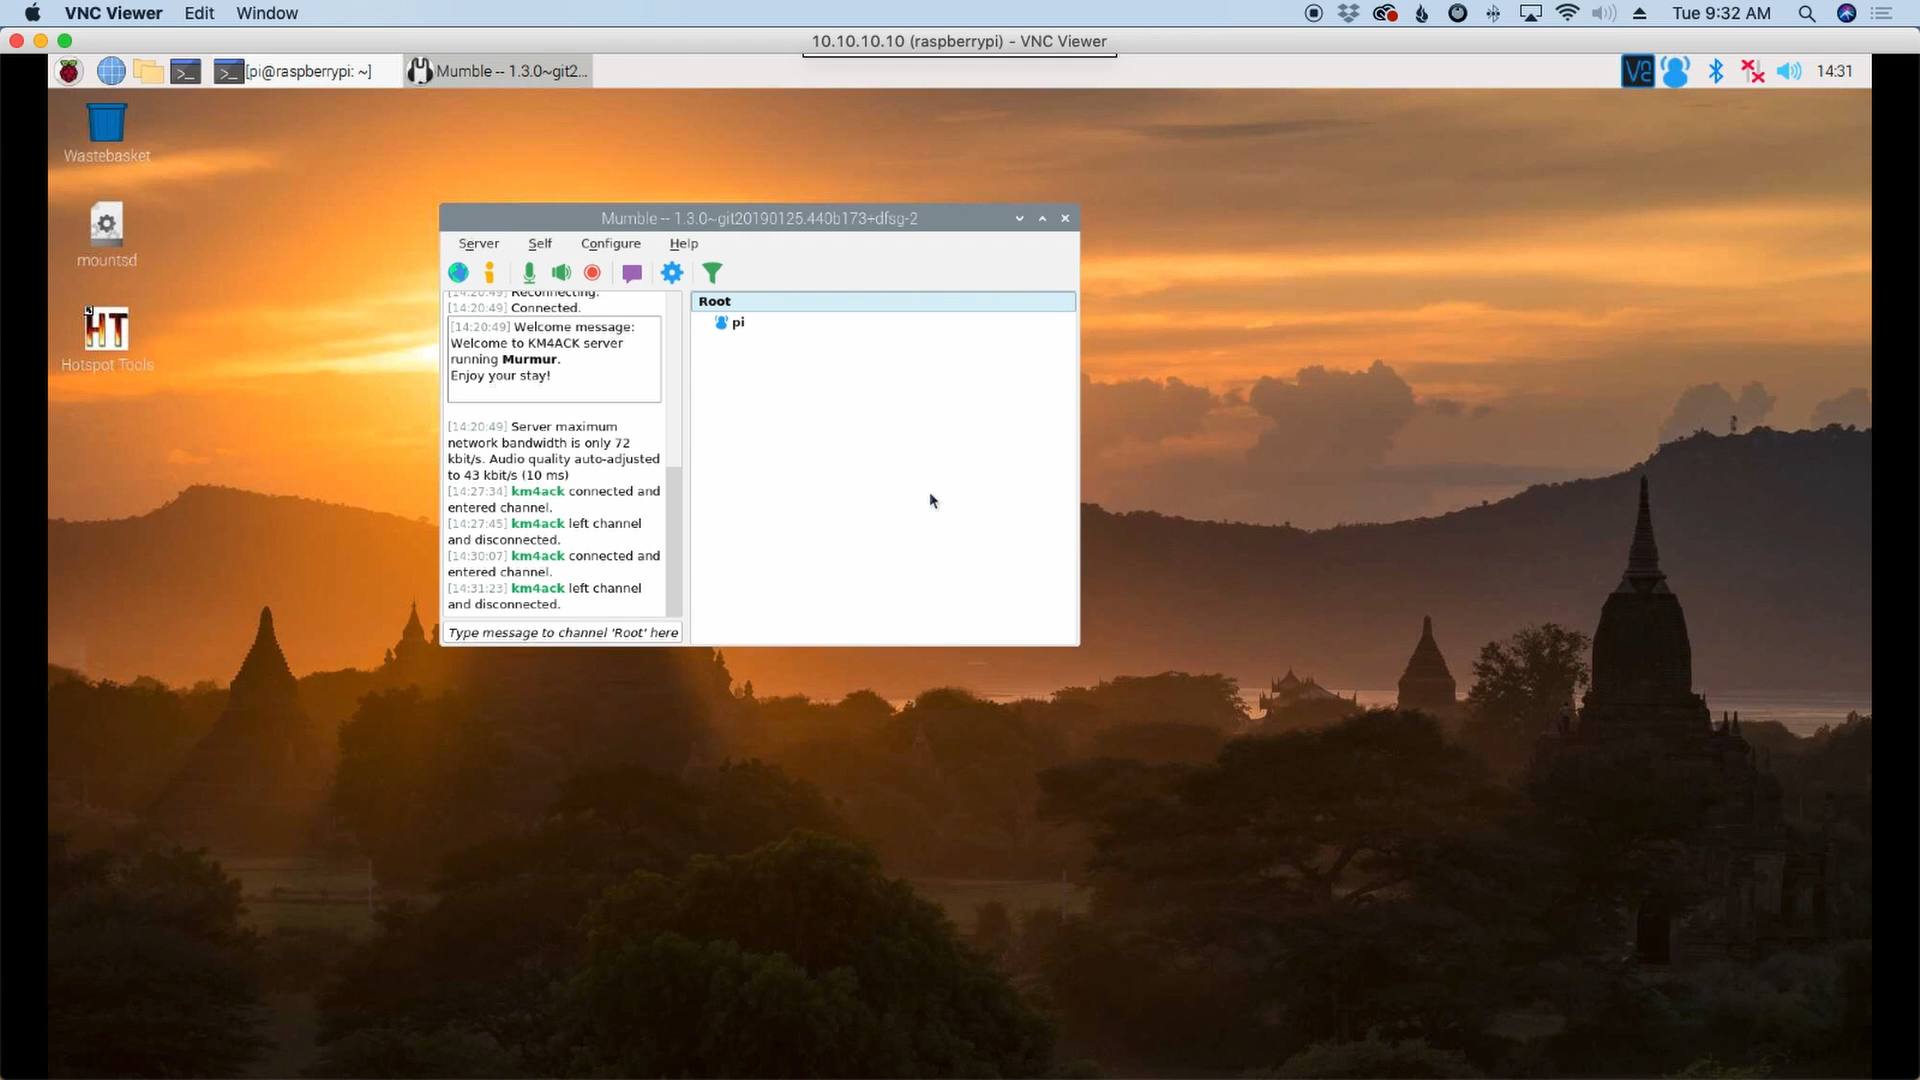 VNC Viewer Edit Window Tue 9:32 AM
10.10.10.10 (raspberrypi) - VNC Viewer
[pi@raspberrypi: ~] Mumble -- 1.3.0~git2... 14:31
Wastebasket
mountsd
HT
Hotspot Tools
Mumble -- 1.3.0~git20190125.440b173+dfsg-2
Server Self Configure Help
[14:20:49] Reconnecting.
[14:20:49] Connected.
[14:20:49] Welcome message:
Welcome to KM4ACK server
running Murmur.
Enjoy your stay!
[14:20:49] Server maximum
network bandwidth is only 72
kbit/s. Audio quality auto-adjusted
to 43 kbit/s (10 ms)
[14:27:34] km4ack connected and
entered channel.
[14:27:45] km4ack left channel
and disconnected.
[14:30:07] km4ack connected and
entered channel.
[14:31:23] km4ack left channel
and disconnected.
Type message to channel 'Root' here
Root
pi